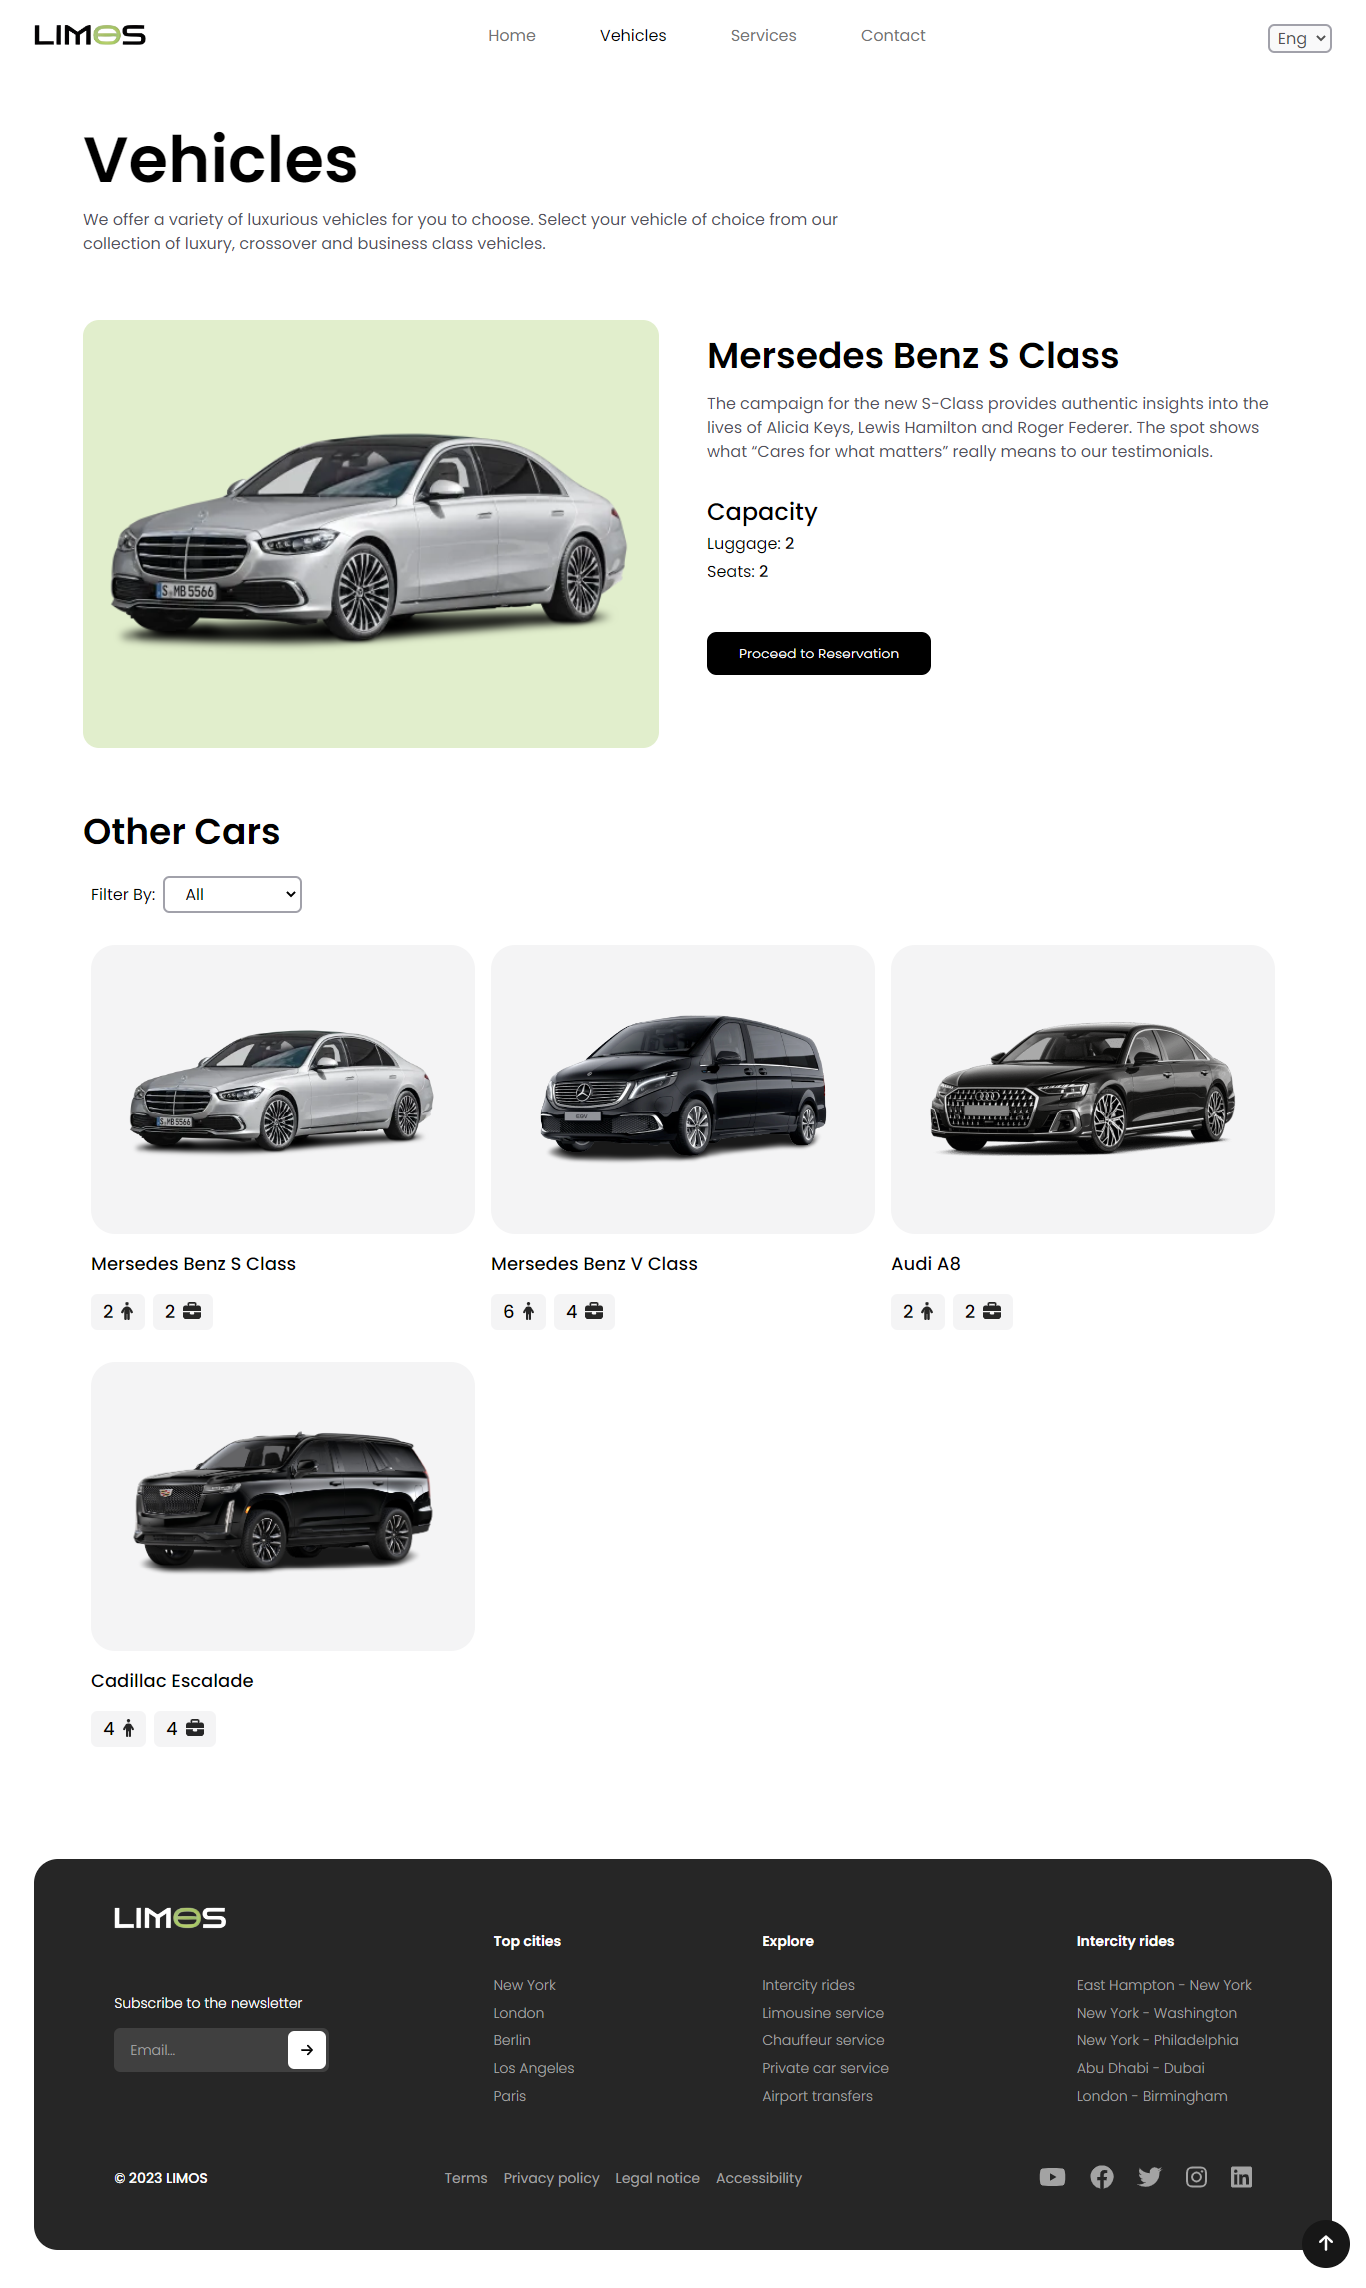 LIMOS
Home
Vehicles
Services
Contact
Eng
Vehicles
We offer a variety of luxurious vehicles for you to choose. Select your vehicle of choice from our
collection of luxury, crossover and business class vehicles.
S MB 5566
Mersedes Benz S Class
The campaign for the new S-Class provides authentic insights into the
lives of Alicia Keys, Lewis Hamilton and Roger Federer. The spot shows
what “Cares for what matters” really means to our testimonials.
Capacity
Luggage: 2
Seats: 2
Proceed to Reservation
Other Cars
Filter By:
All
S MB 5566
Mersedes Benz S Class
2
2
Mersedes Benz V Class
6
4
Audi A8
2
2
Cadillac Escalade
4
4
LIMOS
Subscribe to the newsletter
Email...
Top cities
New York
London
Berlin
Los Angeles
Paris
Explore
Intercity rides
Limousine service
Chauffeur service
Private car service
Airport transfers
Intercity rides
East Hampton - New York
New York - Washington
New York - Philadelphia
Abu Dhabi - Dubai
London - Birmingham
© 2023 LIMOS
Terms
Privacy policy
Legal notice
Accessibility